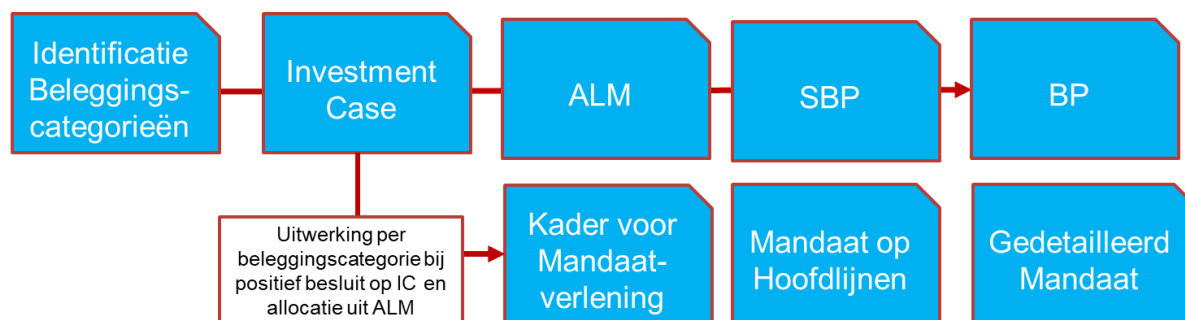 Identificatie
Beleggings-
categorieën
Investment
Case
ALM
SBP
BP
Uitwerking per
beleggingscategorie bij
positief besluit op IC en
allocatie uit ALM
Kader voor
Mandaat-
verlening
Mandaat op
Hoofdlijnen
Gedetailleerd
Mandaat